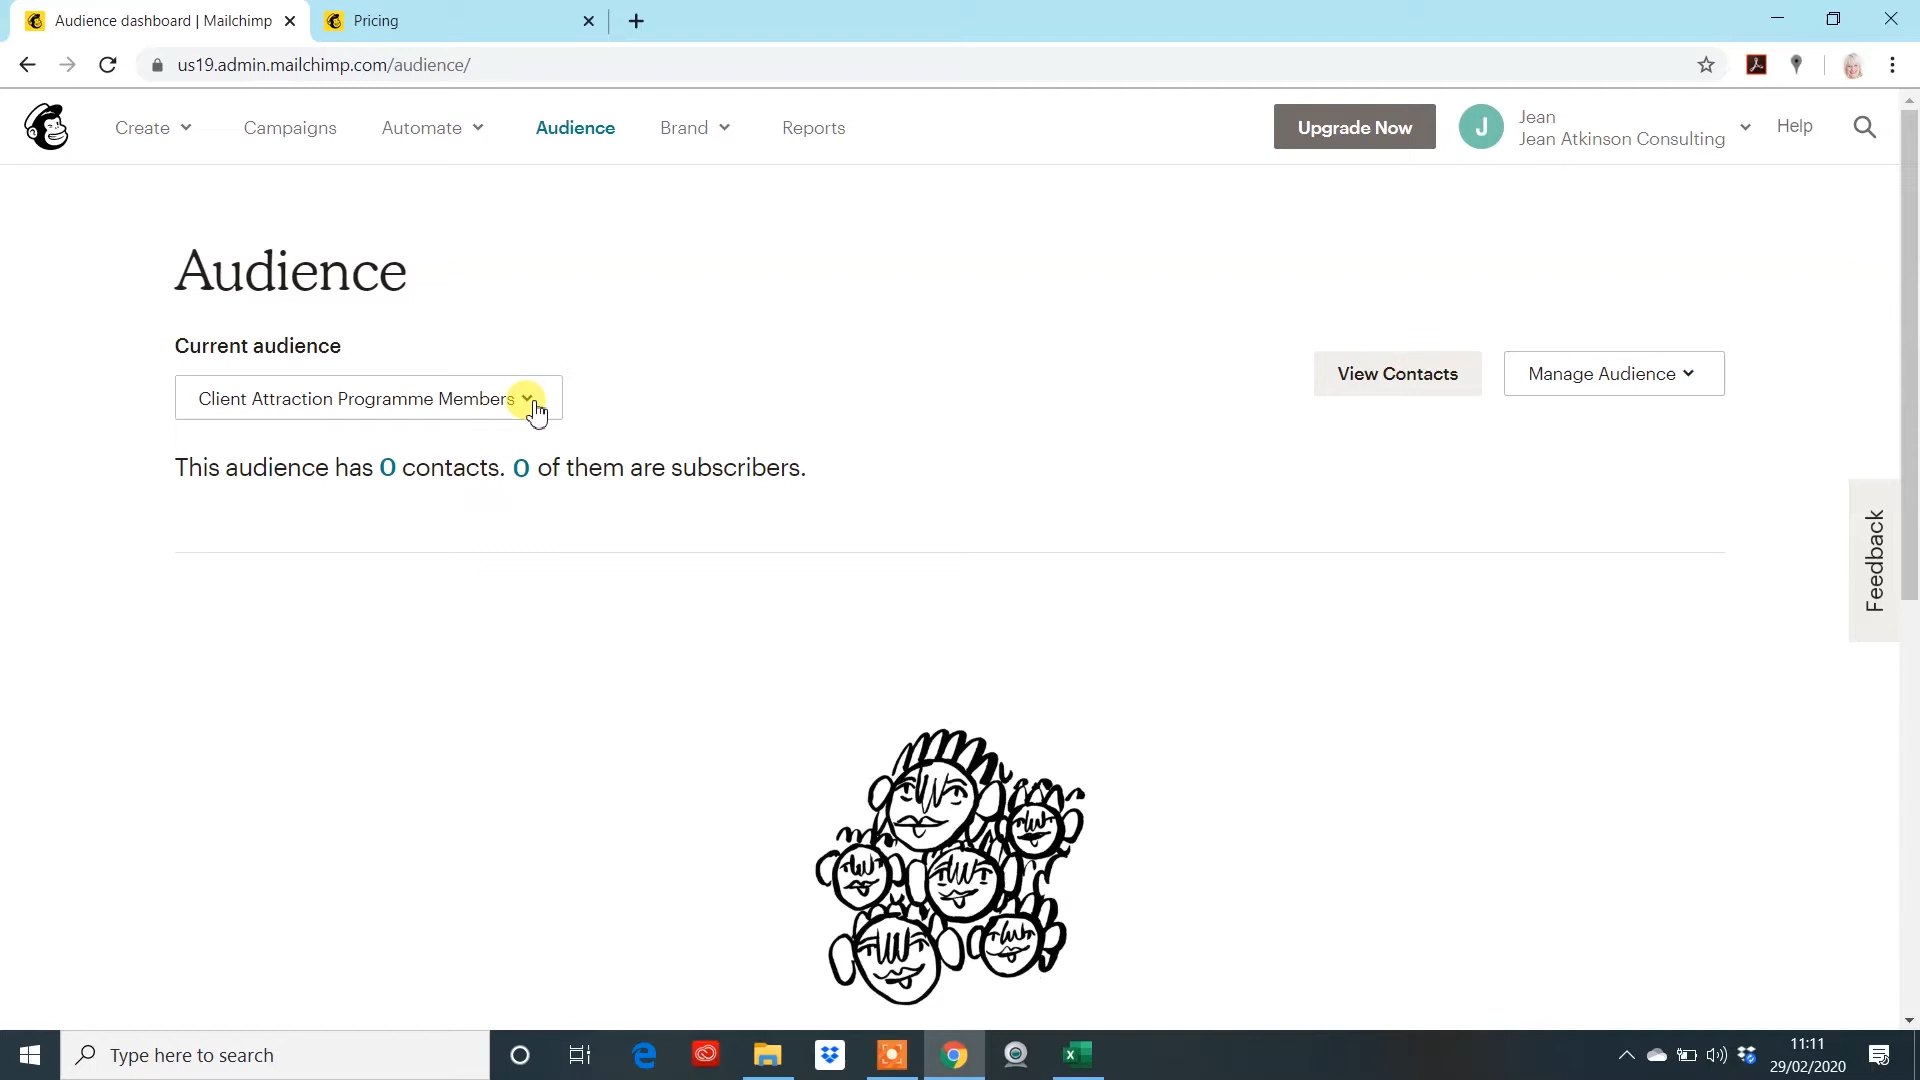 Audience dashboard | Mailchimp
Pricing
us19.admin.mailchimp.com/audience/
Create
Campaigns
Automate
Audience
Brand
Reports
Upgrade Now
J
Jean
Jean Atkinson Consulting
Help
Audience
Current audience
Client Attraction Programme Members
View Contacts
Manage Audience
This audience has 0 contacts. 0 of them are subscribers.
Feedback
Type here to search
11:11
29/02/2020